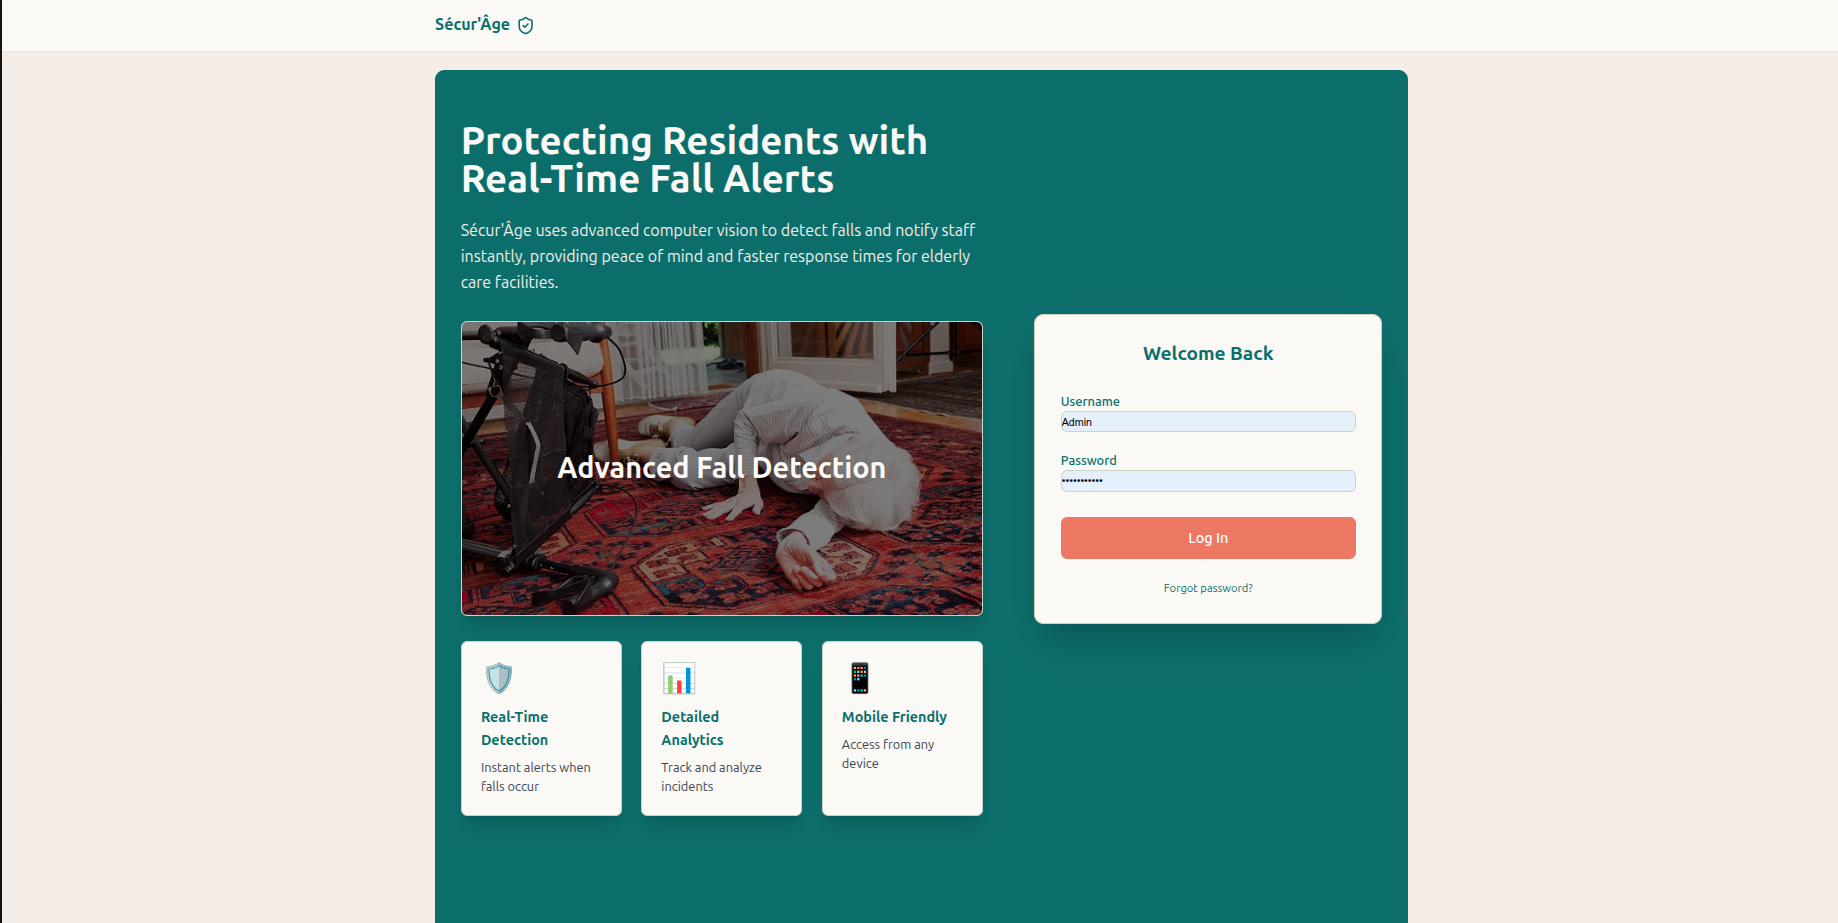 Sécur'Âge
Protecting Residents with
Real-Time Fall Alerts
Sécur'Âge uses advanced computer vision to detect falls and notify staff
instantly, providing peace of mind and faster response times for elderly
care facilities.
Advanced Fall Detection
Real-Time
Detection
Instant alerts when
falls occur
Detailed
Analytics
Track and analyze
incidents
Mobile Friendly
Access from any
device
Welcome Back
Username
Admin
Password
•••••••••••
Log In
Forgot password?